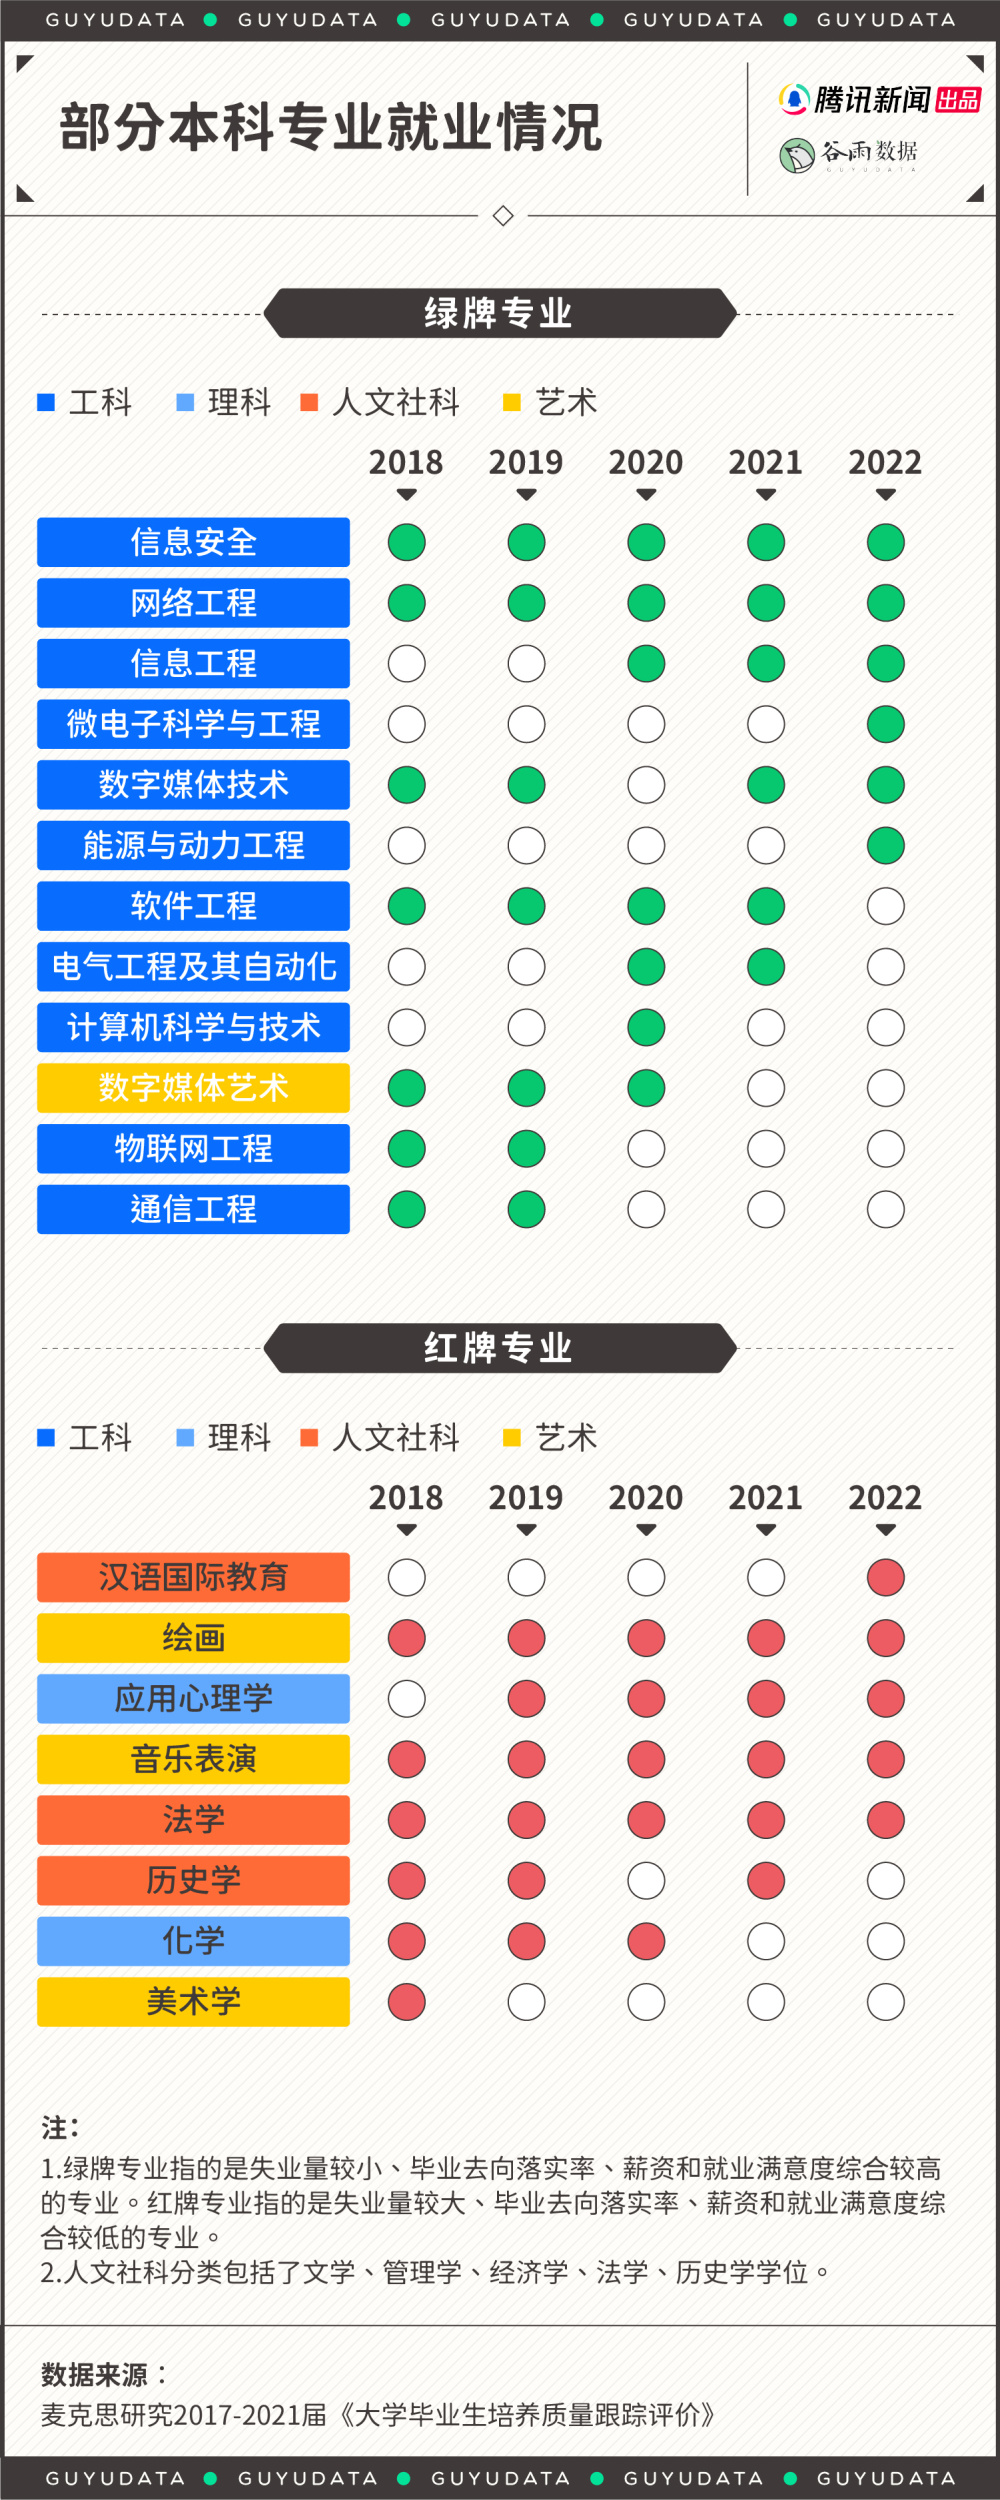 GUYUDATA GUYUDATA GUYUDATA GUYUDATA GUYUDATA
部分本科专业就业情况
腾讯新闻 出品
谷雨数据
GUYUDATA
绿牌专业
工科 理科 人文社科 艺术
2018 2019 2020 2021 2022
信息安全
网络工程
信息工程
微电子科学与工程
数字媒体技术
能源与动力工程
软件工程
电气工程及其自动化
计算机科学与技术
数字媒体艺术
物联网工程
通信工程
红牌专业
工科 理科 人文社科 艺术
2018 2019 2020 2021 2022
汉语国际教育
绘画
应用心理学
音乐表演
法学
历史学
化学
美术学
注：
1.绿牌专业指的是失业量较小、毕业去向落实率、薪资和就业满意度综合较高
的专业。红牌专业指的是失业量较大、毕业去向落实率、薪资和就业满意度综
合较低的专业。
2.人文社科分类包括了文学、管理学、经济学、法学、历史学学位。
数据来源：
麦克思研究2017-2021届《大学毕业生培养质量跟踪评价》
GUYUDATA GUYUDATA GUYUDATA GUYUDATA GUYUDATA